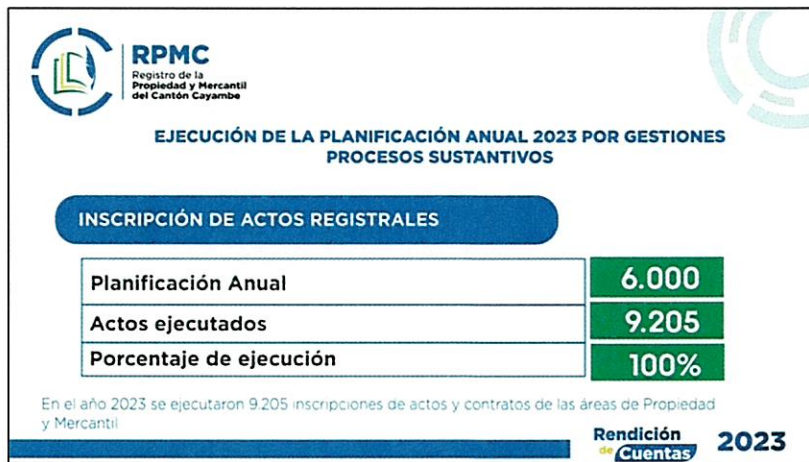 RPMC
Registro de la
Propiedad y Mercantil
del Cantón Cayambe
EJECUCIÓN DE LA PLANIFICACIÓN ANUAL 2023 POR GESTIONES
PROCESOS SUSTANTIVOS
INSCRIPCIÓN DE ACTOS REGISTRALES
Planificación Anual 6.000
Actos ejecutados 9.205
Porcentaje de ejecución 100%
En el año 2023 se ejecutaron 9.205 inscripciones de actos y contratos de las áreas de Propiedad
y Mercantil
Rendición
de Cuentas 2023